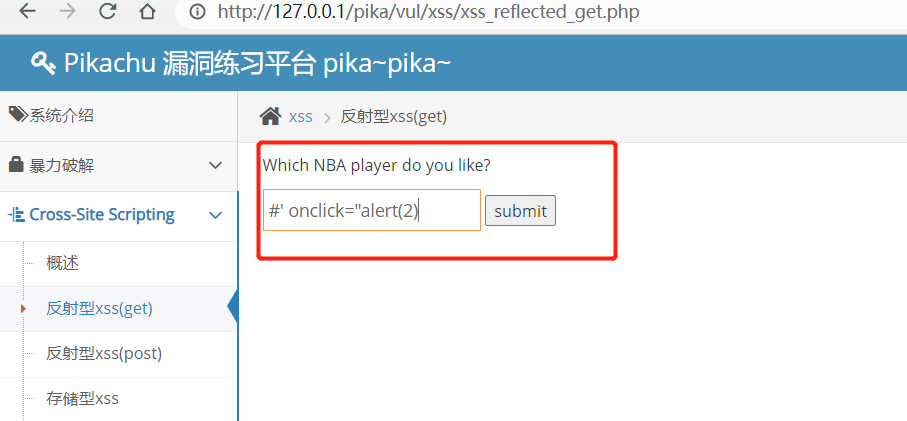 http://127.0.0.1/pika/vul/xss/xss_reflected_get.php
Pikachu 漏洞练习平台 pika~pika~
系统介绍
xss > 反射型xss(get)
暴力破解
Which NBA player do you like?
Cross-Site Scripting
#' onclick="alert(2)
submit
概述
反射型xss(get)
反射型xss(post)
存储型xss